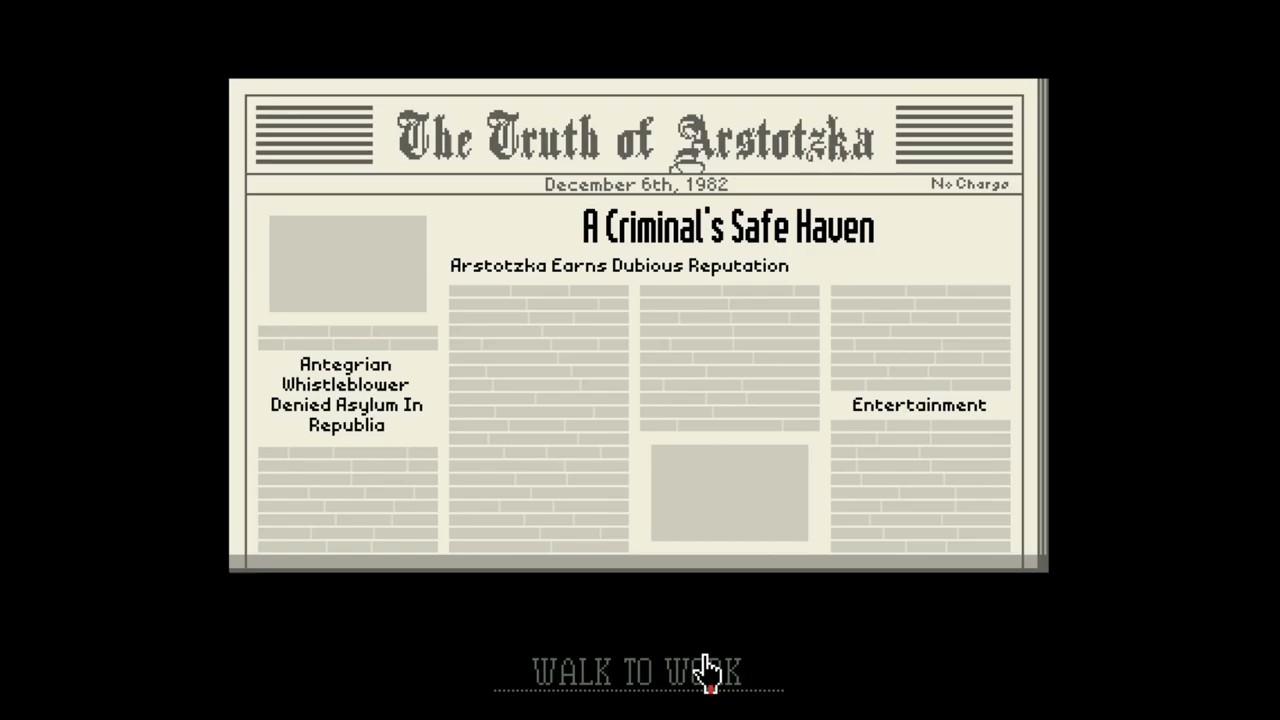 The Truth of Arstotzka
December 6th, 1982
No Charge
A Criminal's Safe Haven
Arstotzka Earns Dubious Reputation
Antegrian
Whistleblower
Denied Asylum In
Republia
Entertainment
WALK TO WORK